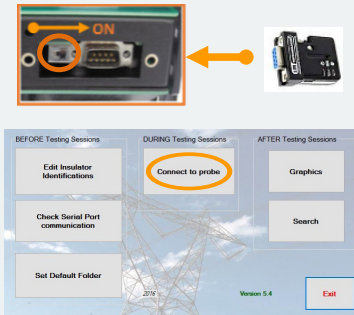 ON
BEFORE Testing Sessions
DURING Testing Sessions
AFTER Testing Sessions
Edit Insulator
Identifications
Connect to probe
Graphics
Check Serial Port
communication
Search
Set Default Folder
2016
Version 5.4
Exit